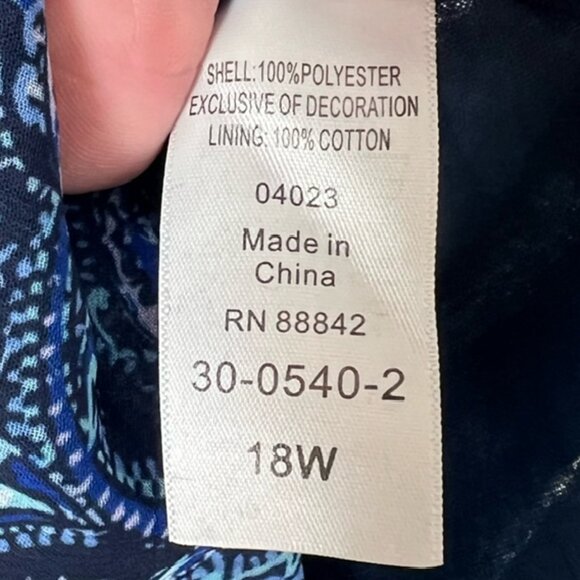 SHELL:100%POLYESTER
EXCLUSIVE OF DECORATION
LINING: 100% COTTON
04023
Made in
China
RN 88842
30-0540-2
18W